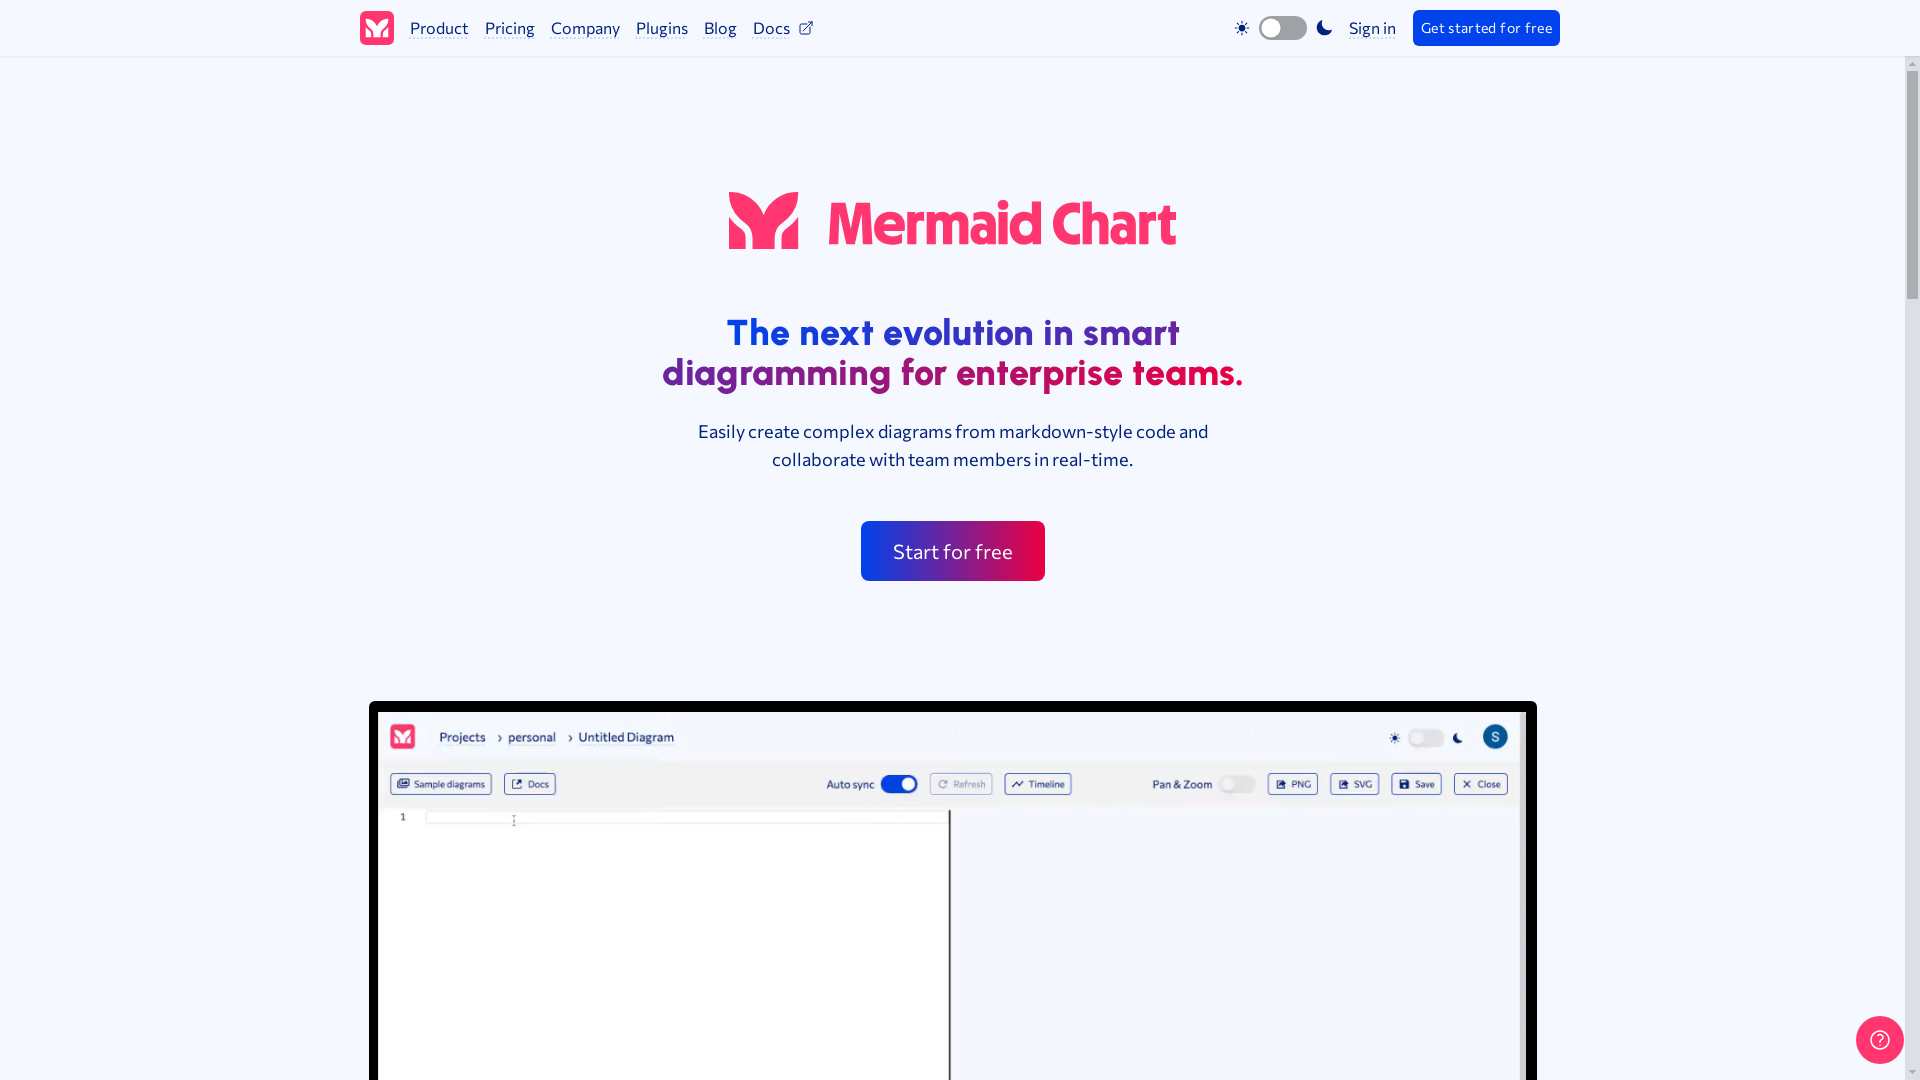 Product Pricing Company Plugins Blog Docs Sign in Get started for free
Mermaid Chart
The next evolution in smart
diagramming for enterprise teams.
Easily create complex diagrams from markdown-style code and
collaborate with team members in real-time.
Start for free
Projects › personal › Untitled Diagram S
Sample diagrams Docs Auto sync Refresh Timeline Pan & Zoom PNG SVG Save Close
1